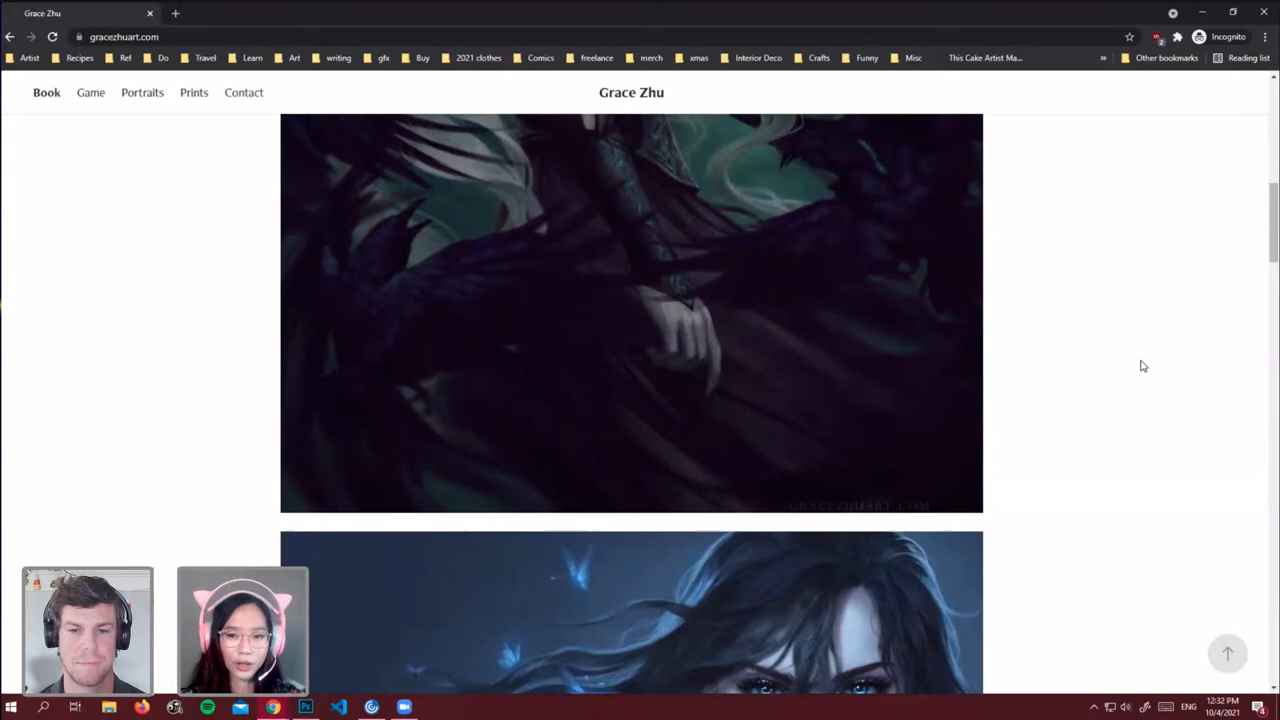 Grace Zhu
gracezhuart.com
Incognito
Artist Recipes Ref Do Travel Learn Art writing gfx Buy 2021 clothes Comics freelance merch xmas Interior Deco Crafts Funny Misc This Cake Artist Ma... » Other bookmarks Reading list
Book Game Portraits Prints Contact Grace Zhu
GRACEZHUART.COM
12:32 PM
ENG
10/4/2021